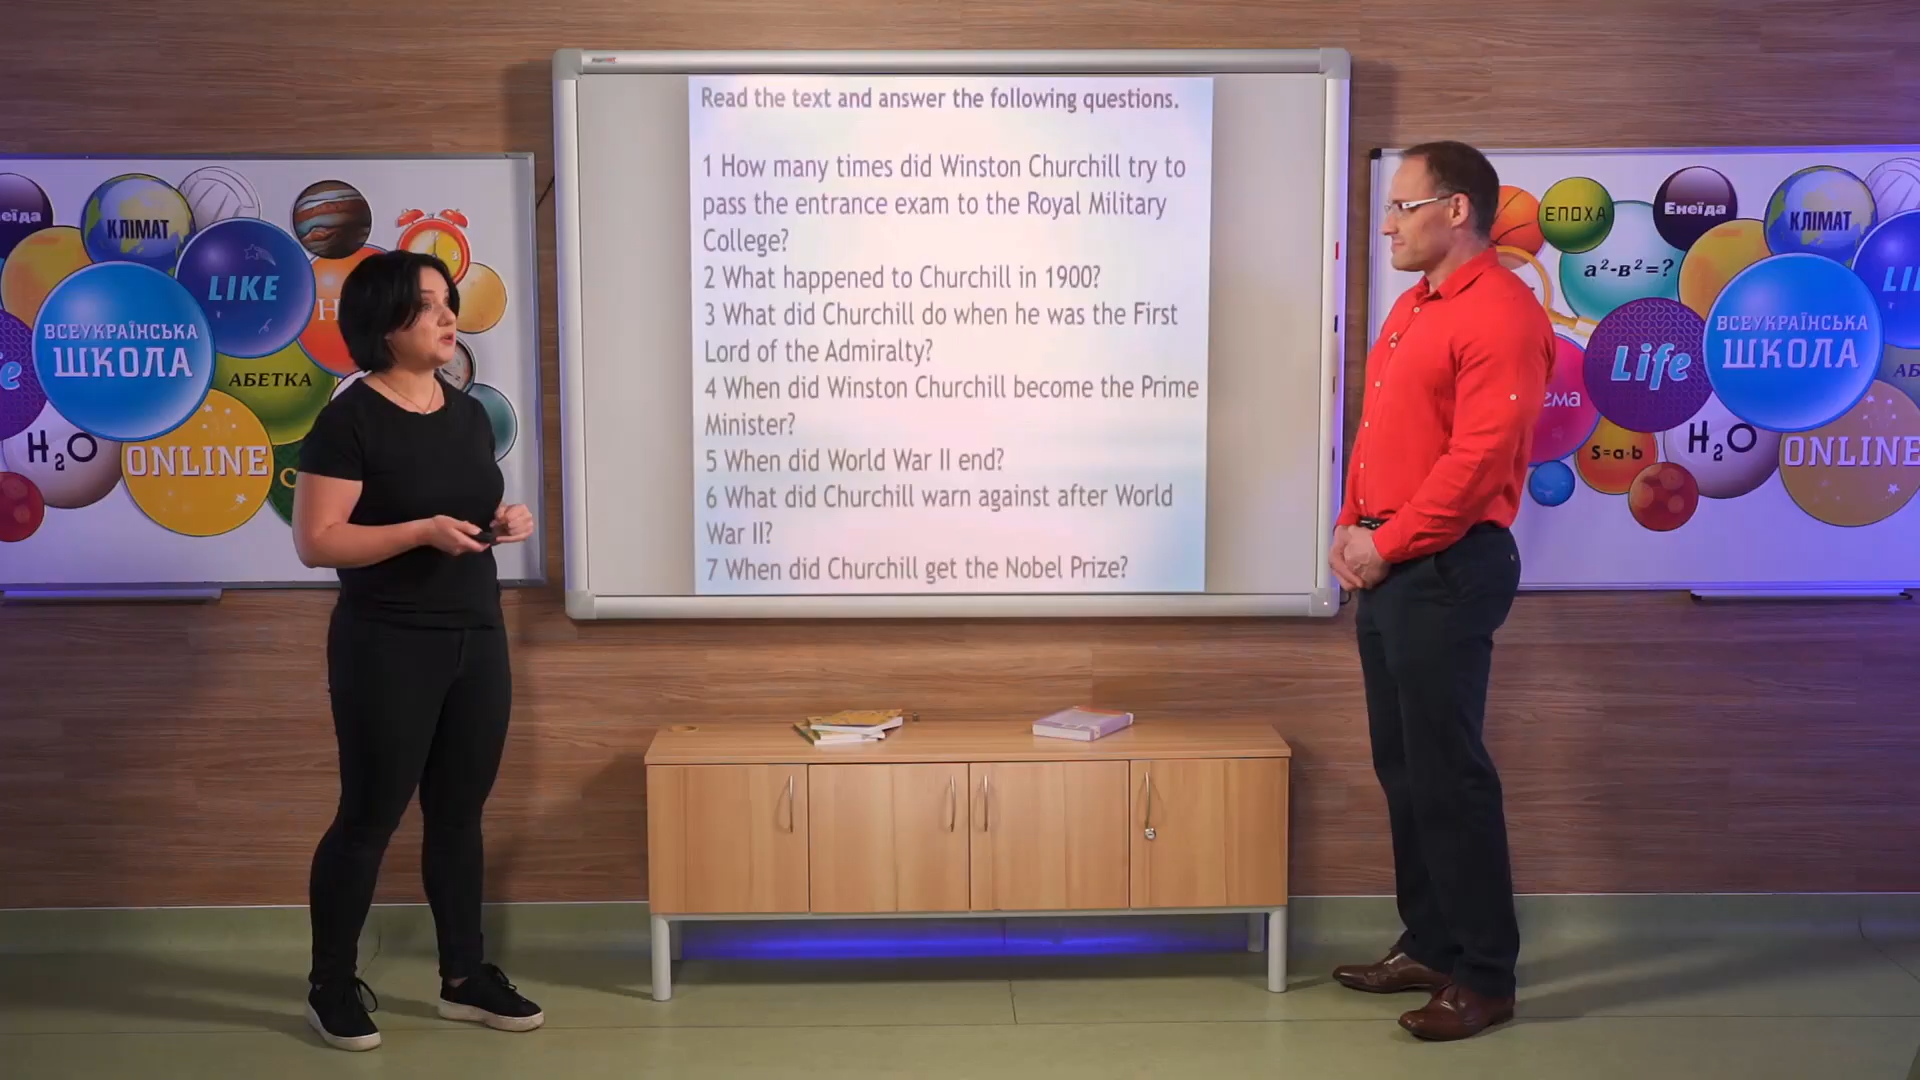 Read the text and answer the following questions.
1 How many times did Winston Churchill try to
pass the entrance exam to the Royal Military
College?
2 What happened to Churchill in 1900?
3 What did Churchill do when he was the First
Lord of the Admiralty?
4 When did Winston Churchill become the Prime
Minister?
5 When did World War II end?
6 What did Churchill warn against after World
War II?
7 When did Churchill get the Nobel Prize?
КЛІМАТ
LIKE
ВСЕУКРАЇНСЬКА
ШКОЛА
АБЕТКА
H₂O
ONLINE
ЕПОХА
Енеїда
КЛІМАТ
a²-в²=?
Life
ВСЕУКРАЇНСЬКА
ШКОЛА
S=a·b
H₂O
ONLINE